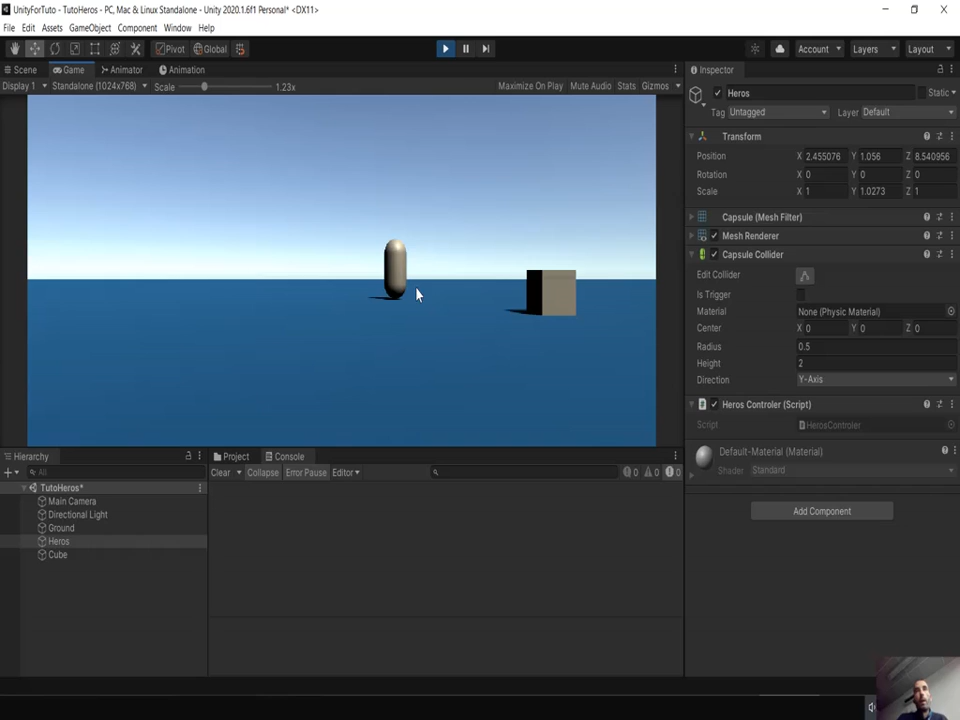 UnityForTuto - TutoHeros - PC, Mac & Linux Standalone - Unity 2020.1.6f1 Personal* <DX11>
File Edit Assets GameObject Component Window Help
Pivot Global Account Layers Layout
Scene Game Animator Animation
Display 1 Standalone (1024x768) Scale 1.23x Maximize On Play Mute Audio Stats Gizmos
Inspector
Heros Static
Tag Untagged Layer Default
Transform
Position X 2.455076 Y 1.056 Z 8.540956
Rotation X 0 Y 0 Z 0
Scale X 1 Y 1.0273 Z 1
Capsule (Mesh Filter)
Mesh Renderer
Capsule Collider
Edit Collider
Is Trigger
Material None (Physic Material)
Center X 0 Y 0 Z 0
Radius 0.5
Height 2
Direction Y-Axis
Heros Controler (Script)
Script HerosControler
Default-Material (Material)
Shader Standard
Add Component
Hierarchy
All
TutoHeros*
Main Camera
Directional Light
Ground
Heros
Cube
Project Console
Clear Collapse Error Pause Editor 0 0 0